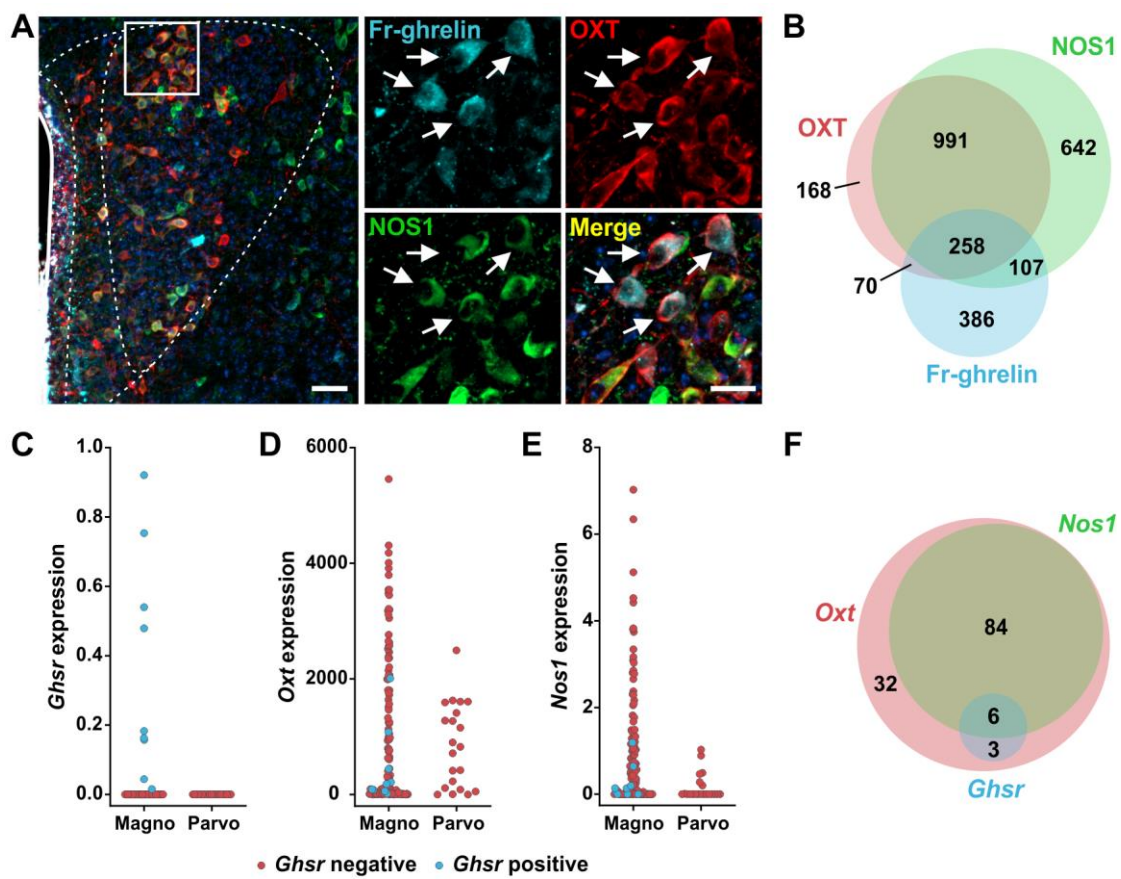 A
Fr-ghrelin
OXT
NOS1
Merge
B
NOS1
OXT
991
642
168
258
107
70
386
Fr-ghrelin
C
1.0
0.8
0.6
0.4
0.2
0.0
Ghsr expression
Magno Parvo
D
6000
4000
2000
0
Oxt expression
Magno Parvo
E
8
6
4
2
0
Nos1 expression
Magno Parvo
F
Nos1
Oxt
84
32
6
3
Ghsr
Ghsr negative Ghsr positive